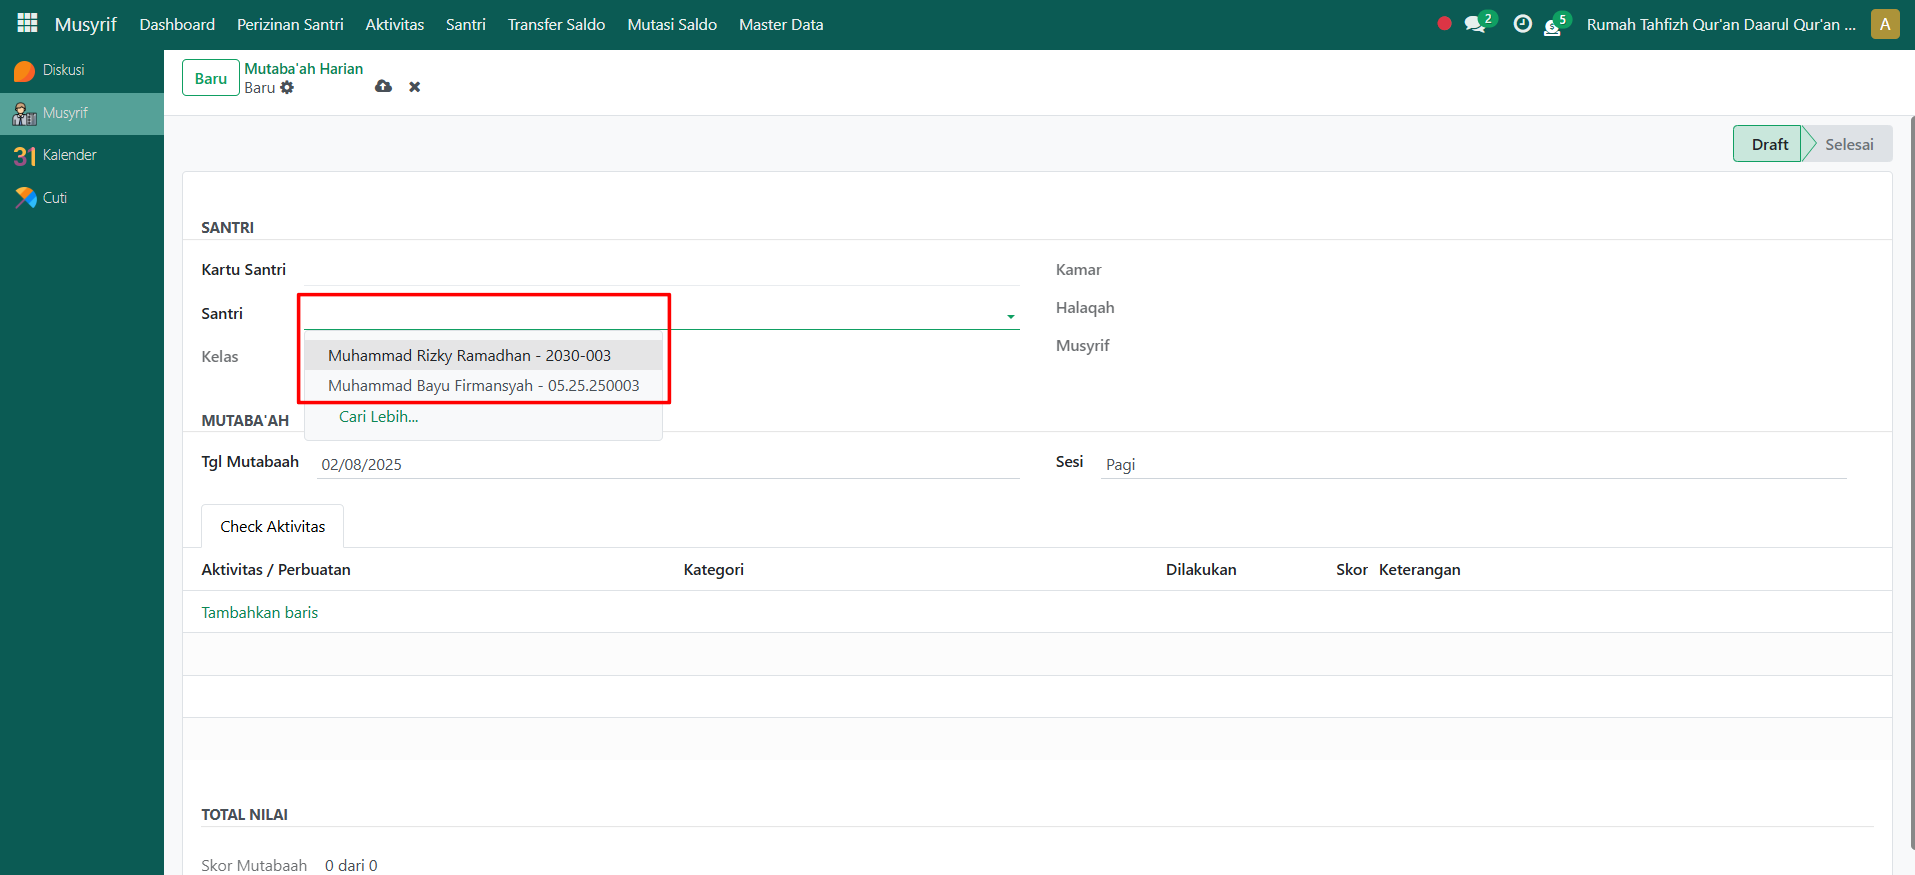 Musyrif Dashboard Perizinan Santri Aktivitas Santri Transfer Saldo Mutasi Saldo Master Data 2 5 Rumah Tahfizh Qur'an Daarul Qur'an ... A
Diskusi
Musyrif
31 Kalender
Cuti
Baru Mutaba'ah Harian
Baru
Draft Selesai
SANTRI
Kartu Santri Kamar
Santri Halaqah
Kelas Musyrif
Muhammad Rizky Ramadhan - 2030-003
Muhammad Bayu Firmansyah - 05.25.250003
Cari Lebih...
MUTABA'AH
Tgl Mutabaah 02/08/2025 Sesi Pagi
Check Aktivitas
Aktivitas / Perbuatan Kategori Dilakukan Skor Keterangan
Tambahkan baris
TOTAL NILAI
Skor Mutabaah 0 dari 0